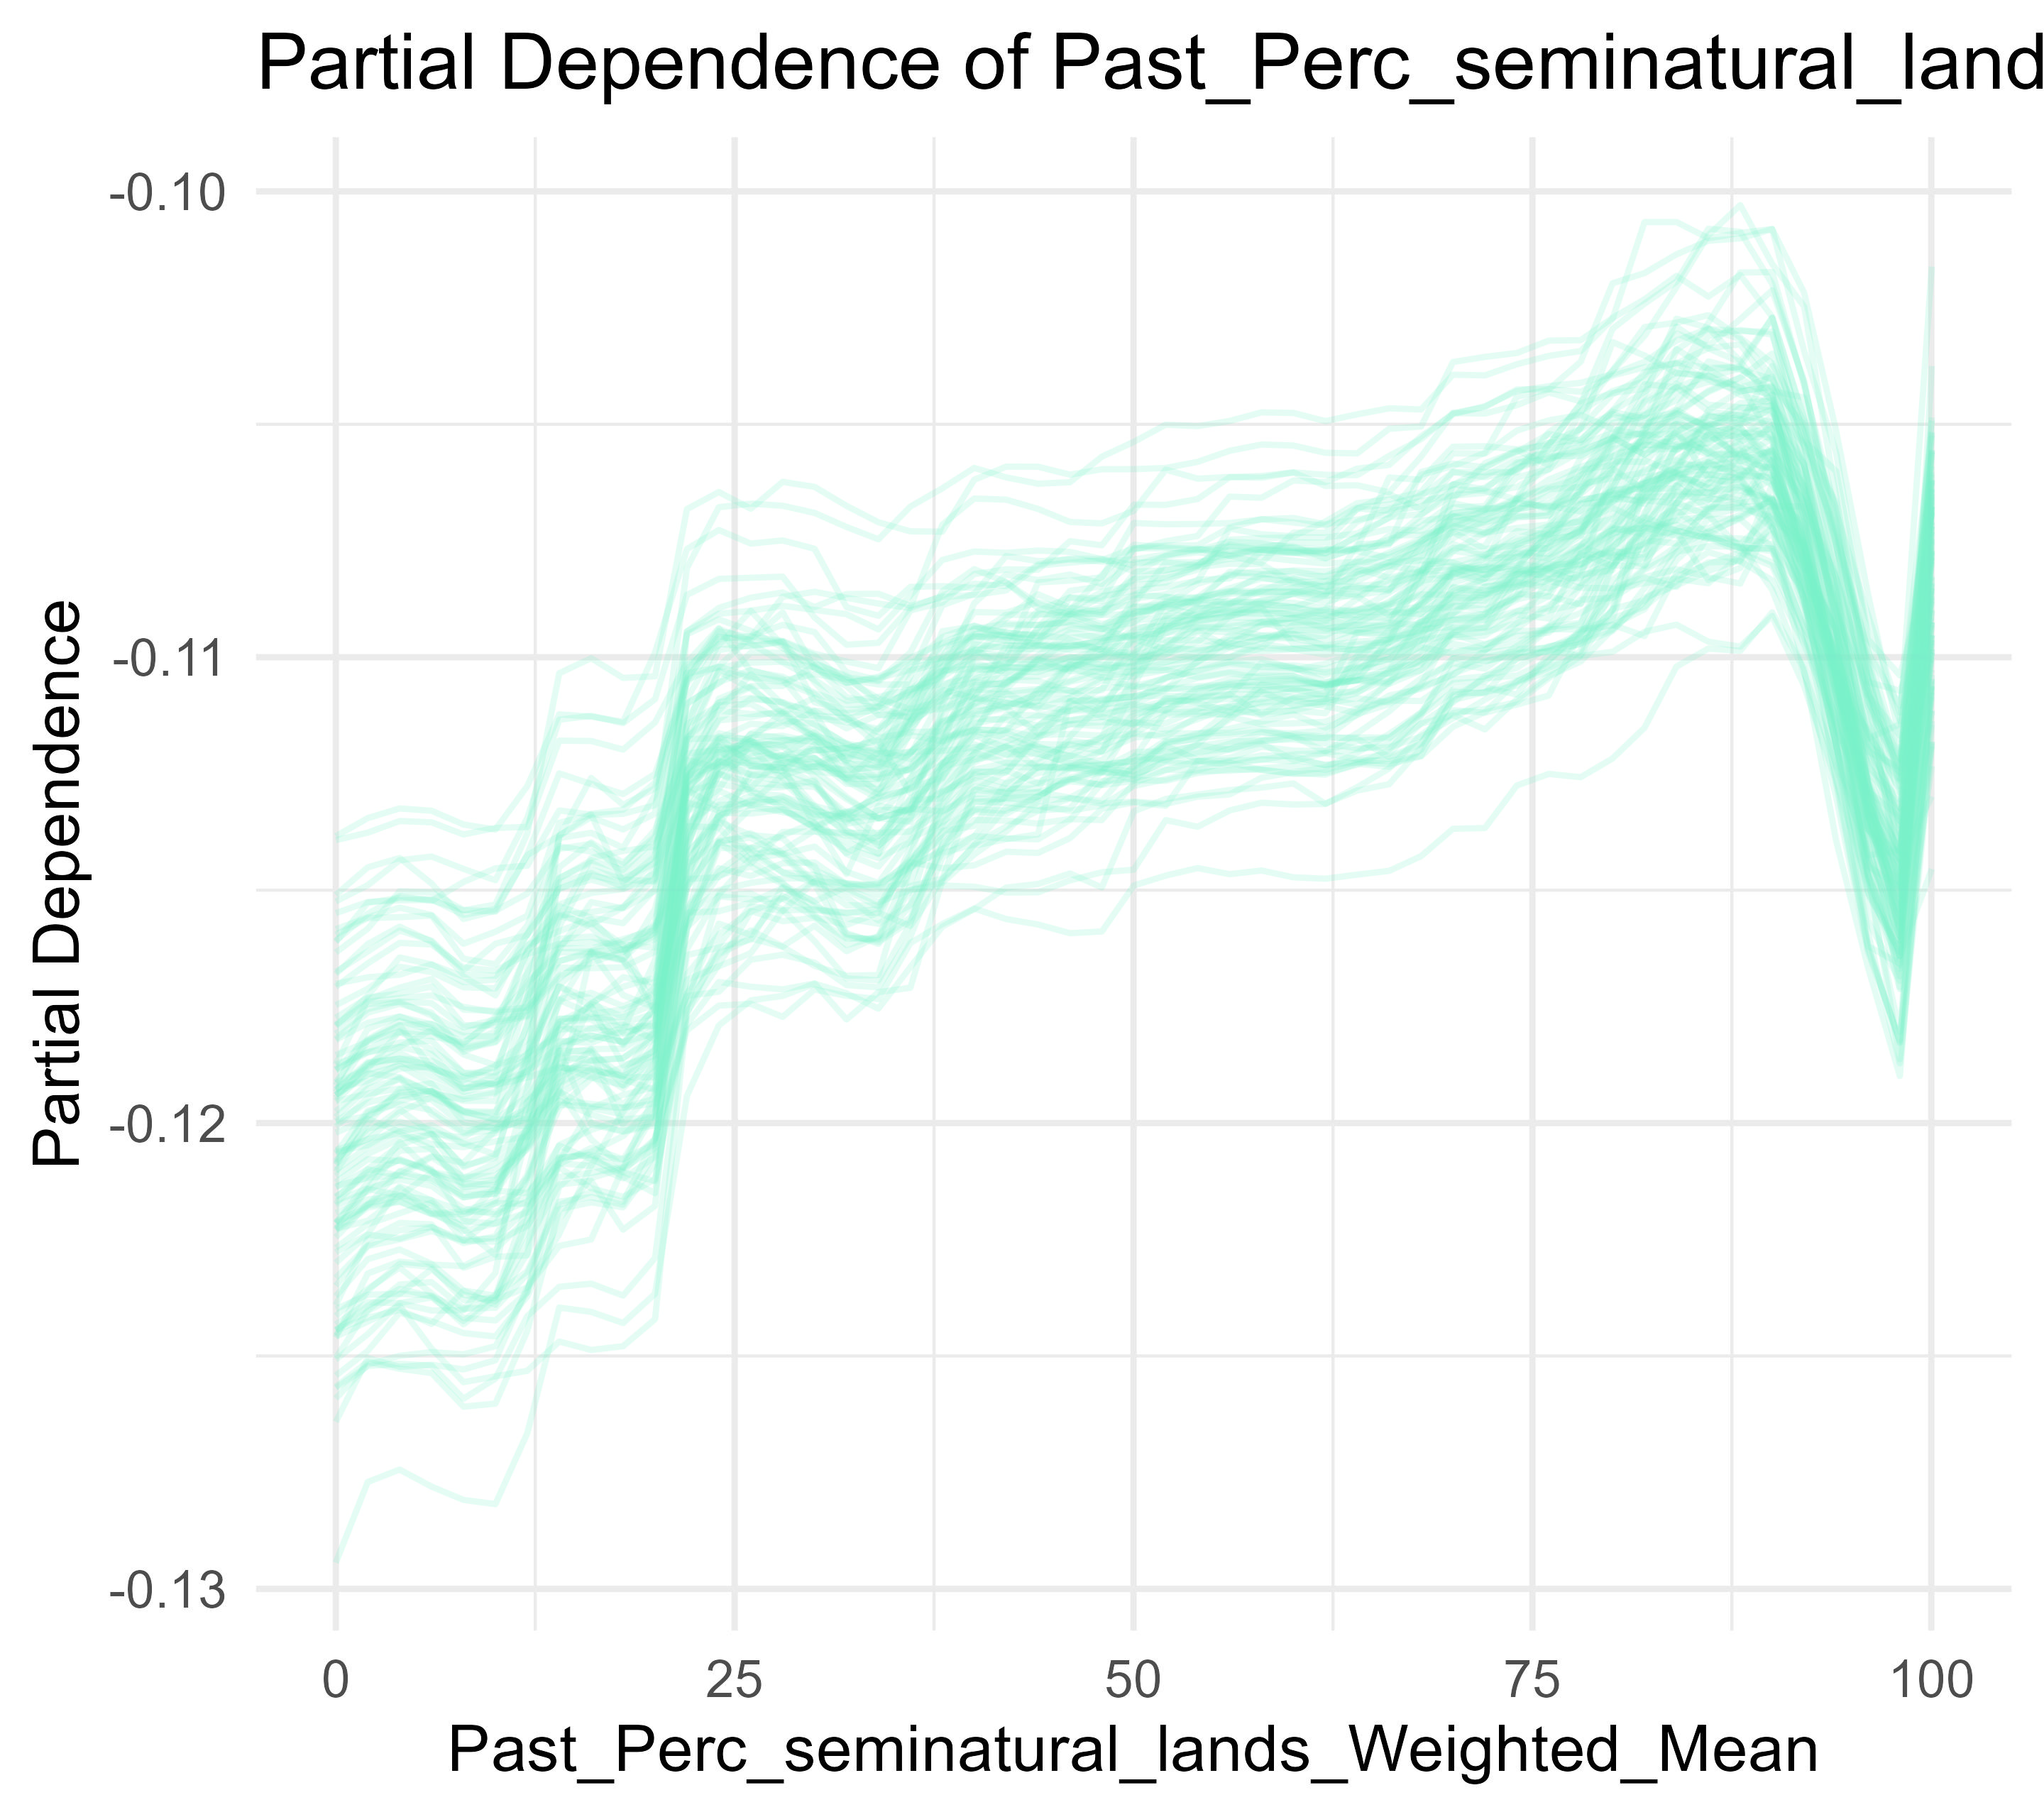 Partial Dependence of Past_Perc_seminatural_land
Partial Dependence
-0.10
-0.11
-0.12
-0.13
0 25 50 75 100
Past_Perc_seminatural_lands_Weighted_Mean